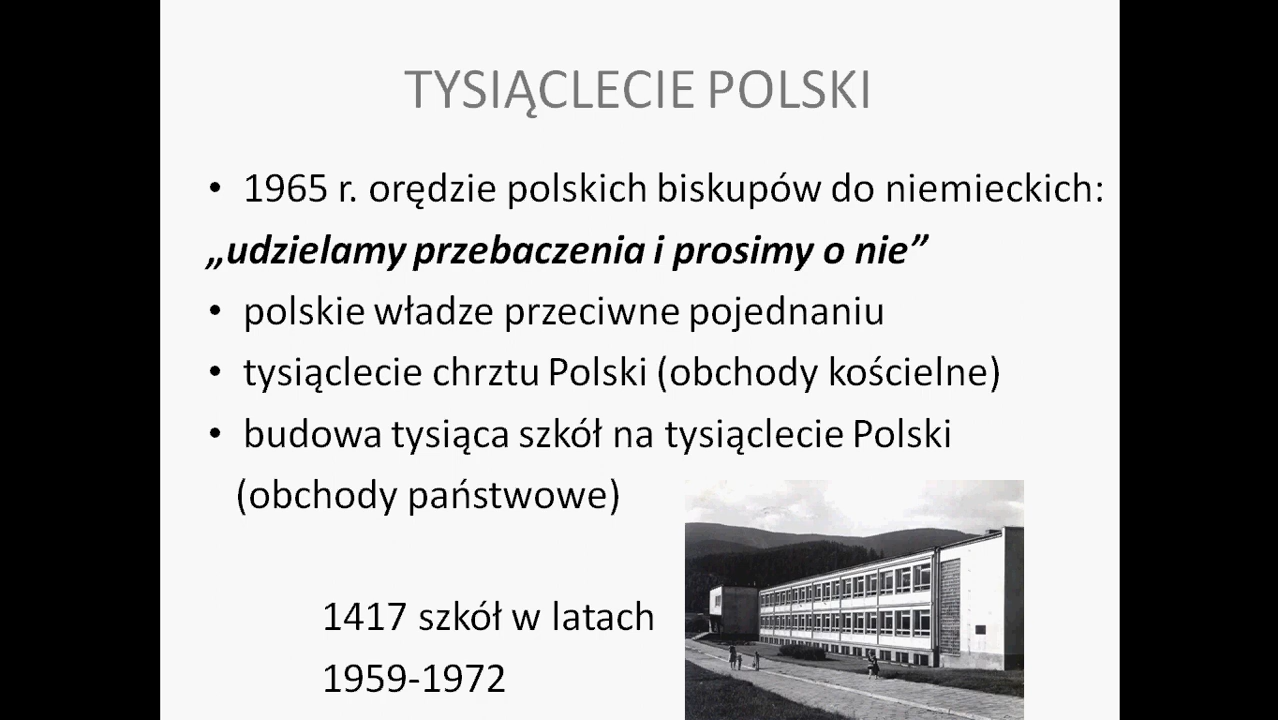 TYSIĄCLECIE POLSKI
• 1965 r. orędzie polskich biskupów do niemieckich:
„udzielamy przebaczenia i prosimy o nie”
• polskie władze przeciwne pojednaniu
• tysiąclecie chrztu Polski (obchody kościelne)
• budowa tysiąca szkół na tysiąclecie Polski
(obchody państwowe)
1417 szkół w latach
1959-1972